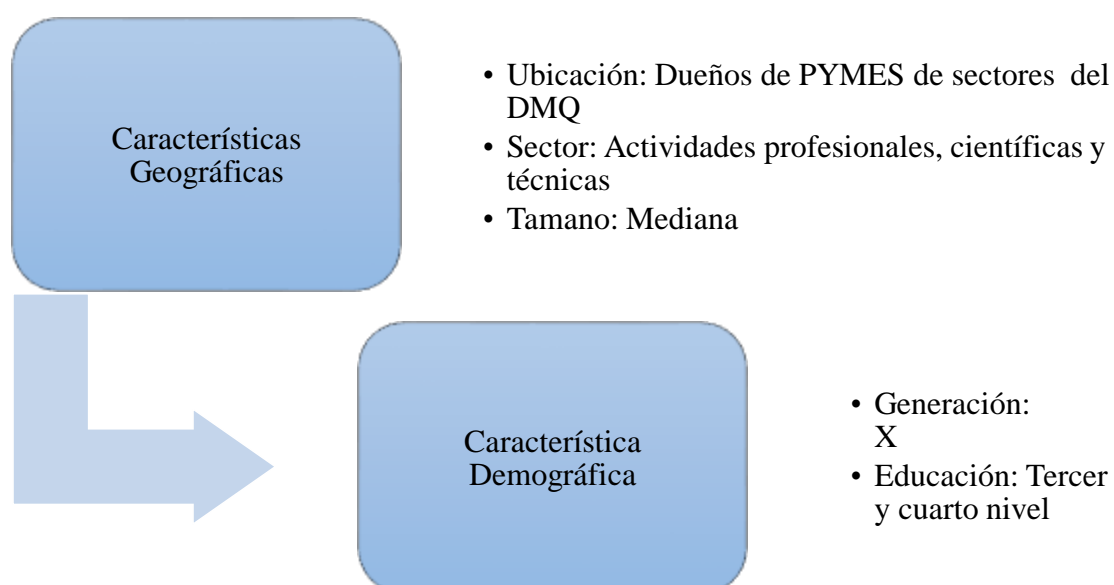 Características
Geográficas
• Ubicación: Dueños de PYMES de sectores del
DMQ
• Sector: Actividades profesionales, científicas y
técnicas
• Tamano: Mediana
Característica
Demográfica
• Generación:
X
• Educación: Tercer
y cuarto nivel